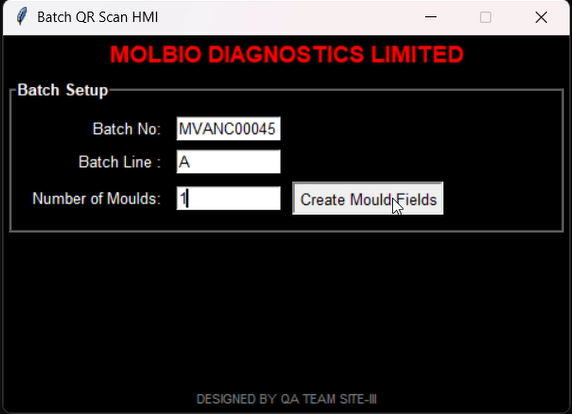 Batch QR Scan HMI
MOLBIO DIAGNOSTICS LIMITED
Batch Setup
Batch No: MVANC00045
Batch Line : A
Number of Moulds: 1 Create Mould Fields
DESIGNED BY QA TEAM SITE-III